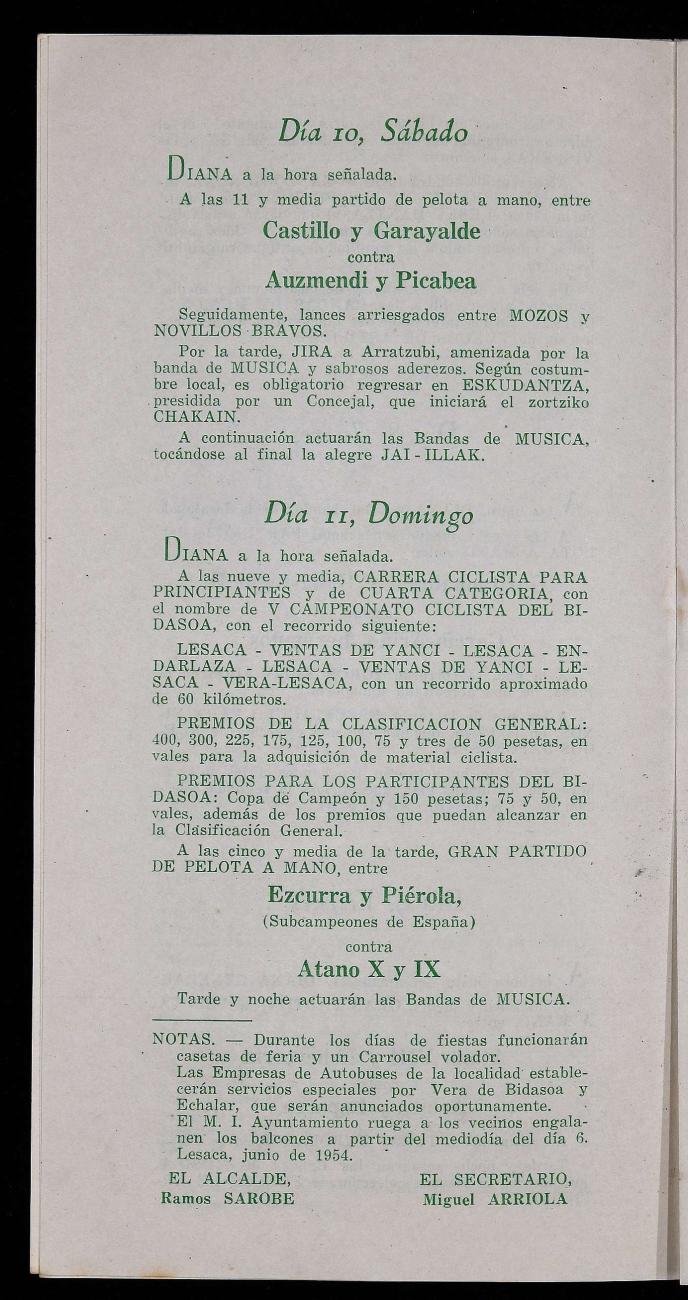 Día 10, Sábado
DIANA a la hora señalada.
A las 11 y media partido de pelota a mano, entre
Castillo y Garayalde
contra
Auzmendi y Picabea
Seguidamente, lances arriesgados entre MOZOS y
NOVILLOS BRAVOS.
Por la tarde, JIRA a Arratzubi, amenizada por la
banda de MUSICA y sabrosos aderezos. Según costum-
bre local, es obligatorio regresar en ESKUDANTZA,
presidida por un Concejal, que iniciará el zortziko
CHAKAIN.
A continuación actuarán las Bandas de MUSICA,
tocándose al final la alegre JAI-ILLAK.
Día 11, Domingo
DIANA a la hora señalada.
A las nueve y media, CARRERA CICLISTA PARA
PRINCIPIANTES y de CUARTA CATEGORIA, con
el nombre de V CAMPEONATO CICLISTA DEL BI-
DASOA, con el recorrido siguiente:
LESACA - VENTAS DE YANCI - LESACA - EN-
DARLAZA - LESACA - VENTAS DE YANCI - LE-
SACA - VERA-LESACA, con un recorrido aproximado
de 60 kilómetros.
PREMIOS DE LA CLASIFICACION GENERAL:
400, 300, 225, 175, 125, 100, 75 y tres de 50 pesetas, en
vales para la adquisición de material ciclista.
PREMIOS PARA LOS PARTICIPANTES DEL BI-
DASOA: Copa de Campeón y 150 pesetas; 75 y 50, en
vales, además de los premios que puedan alcanzar en
la Clasificación General.
A las cinco y media de la tarde, GRAN PARTIDO
DE PELOTA A MANO, entre
Ezcurra y Piérola,
(Subcampeones de España)
contra
Atano X y IX
Tarde y noche actuarán las Bandas de MUSICA.
NOTAS. — Durante los días de fiestas funcionarán
casetas de feria y un Carrousel volador.
Las Empresas de Autobuses de la localidad estable-
cerán servicios especiales por Vera de Bidasoa y
Echalar, que serán anunciados oportunamente.
El M. I. Ayuntamiento ruega a los vecinos engala-
nen los balcones a partir del mediodía del día 6.
Lesaca, junio de 1954.
EL ALCALDE, EL SECRETARIO,
Ramos SAROBE Miguel ARRIOLA